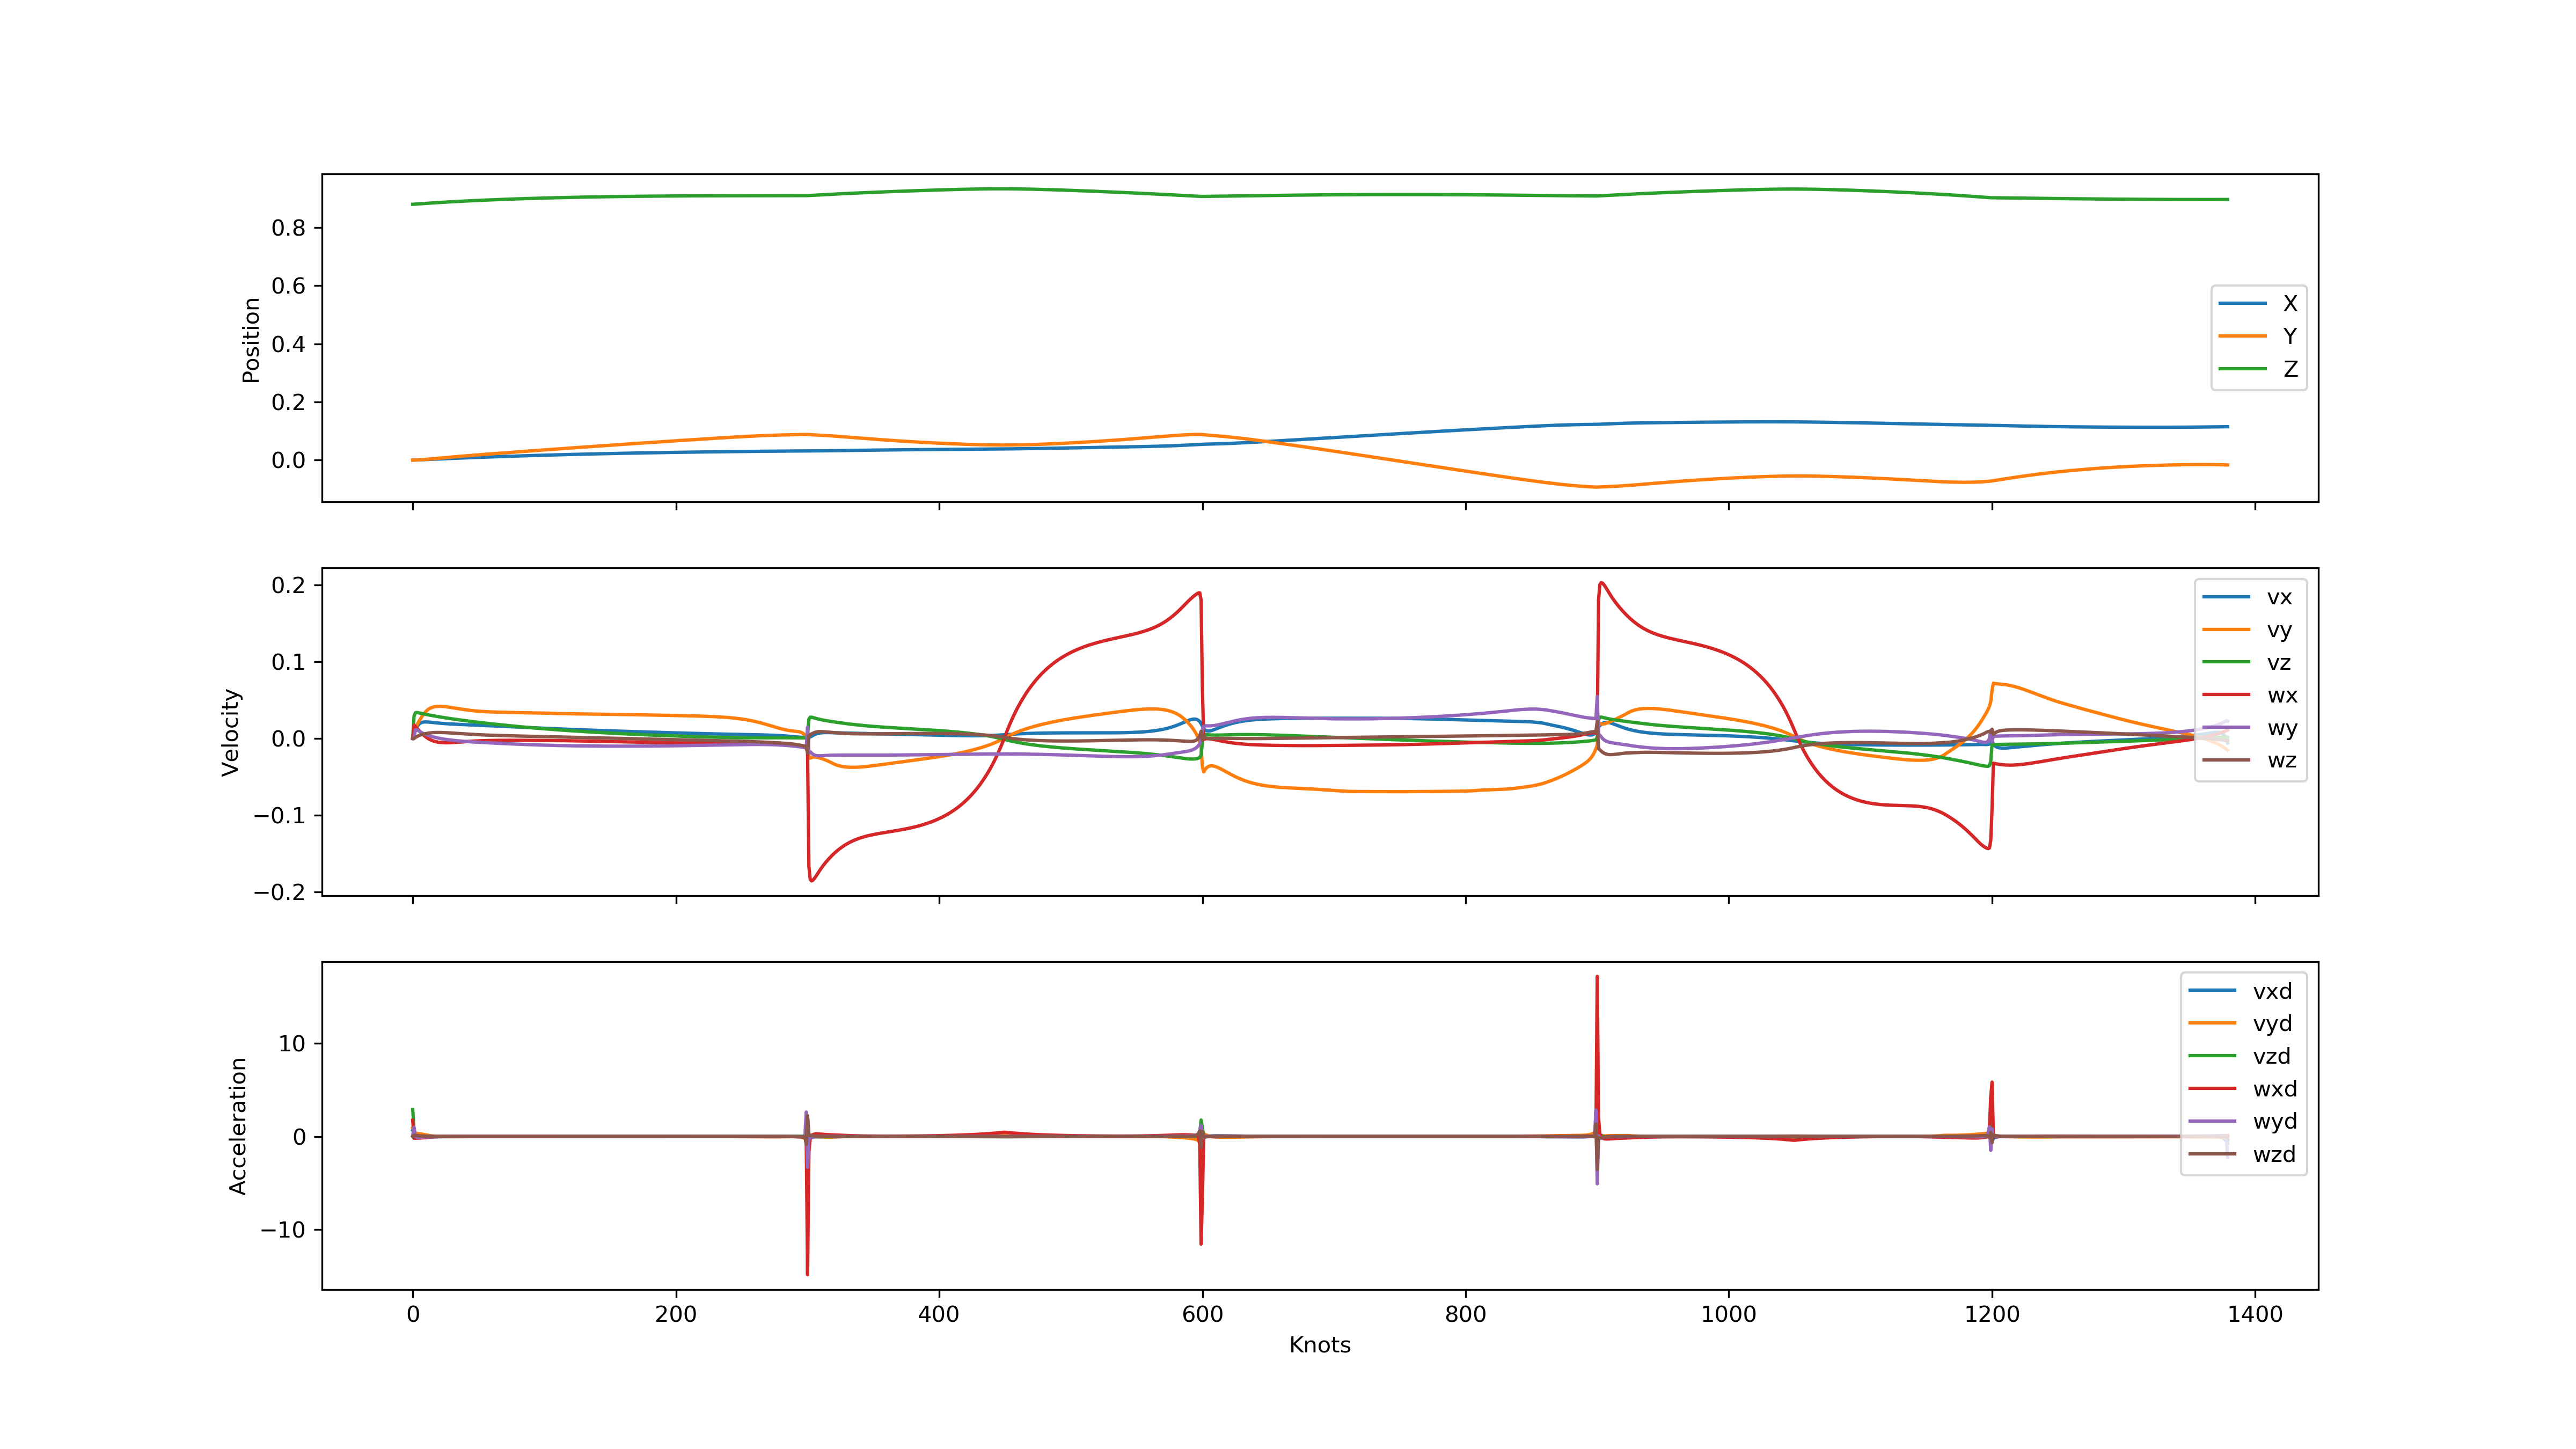 Position
0.8
0.6
0.4
0.2
0.0
X
Y
Z
Velocity
0.2
0.1
0.0
−0.1
−0.2
vx
vy
vz
wx
wy
wz
Acceleration
10
0
−10
vxd
vyd
vzd
wxd
wyd
wzd
0 200 400 600 800 1000 1200 1400
Knots